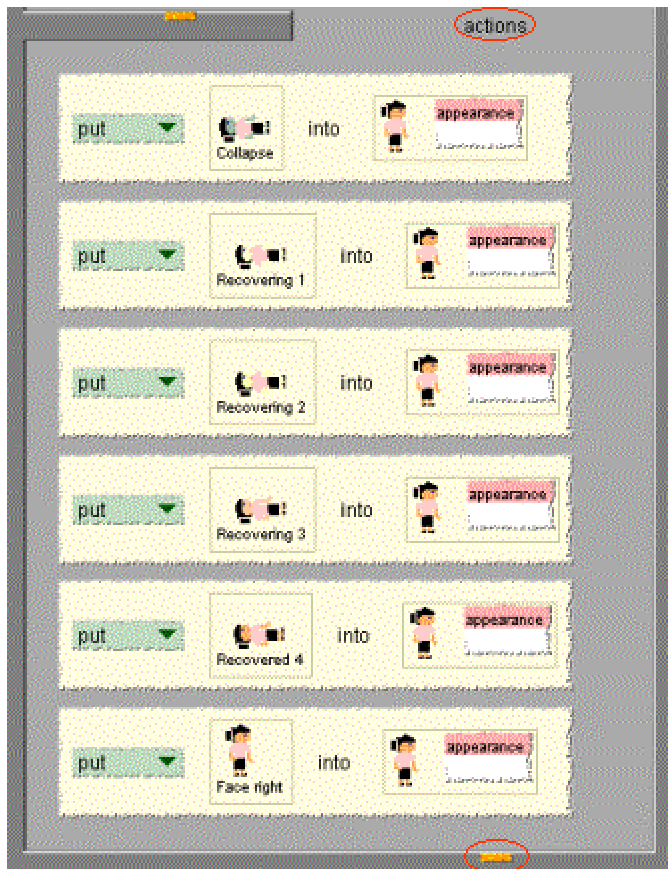 actions
put Collapse into appearance
put Recovering 1 into appearance
put Recovering 2 into appearance
put Recovering 3 into appearance
put Recovered 4 into appearance
put Face right into appearance